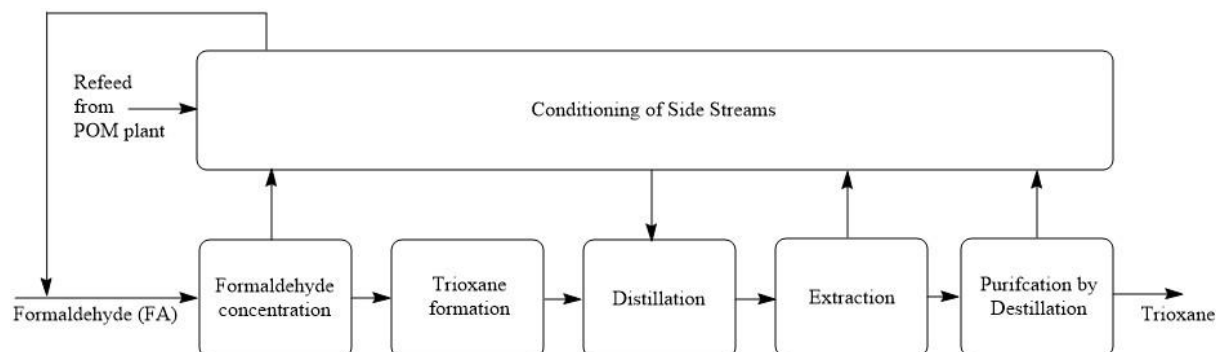 Refeed
from
POM plant
Conditioning of Side Streams
Formaldehyde (FA)
Formaldehyde
concentration
Trioxane
formation
Distillation
Extraction
Purifcation by
Destillation
Trioxane